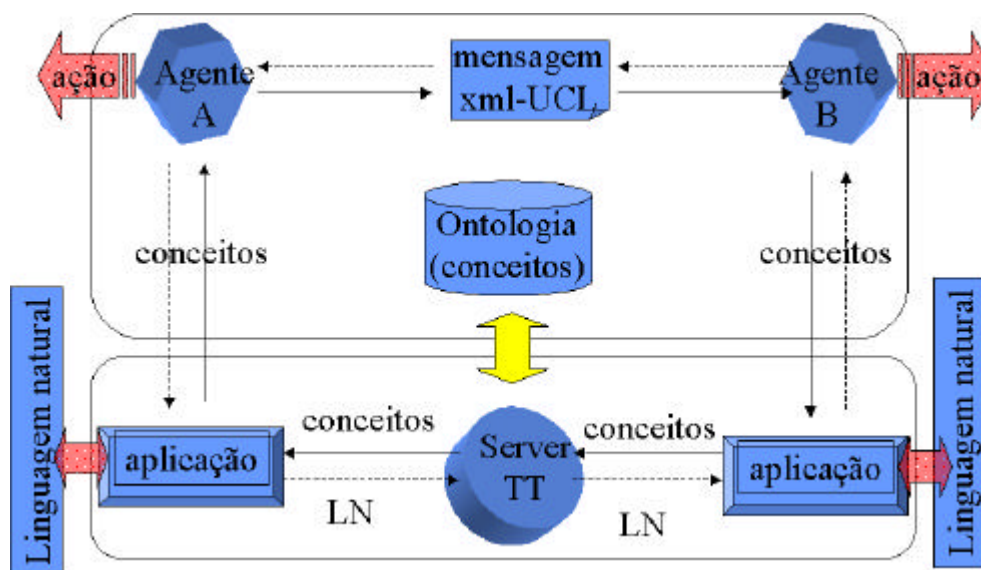 ação
Agente
A
mensagem
xml-UCL
Agente
B
ação
conceitos
Ontologia
(conceitos)
conceitos
Linguagem natural
Linguagem natural
aplicação
conceitos
LN
Server
TT
conceitos
LN
aplicação